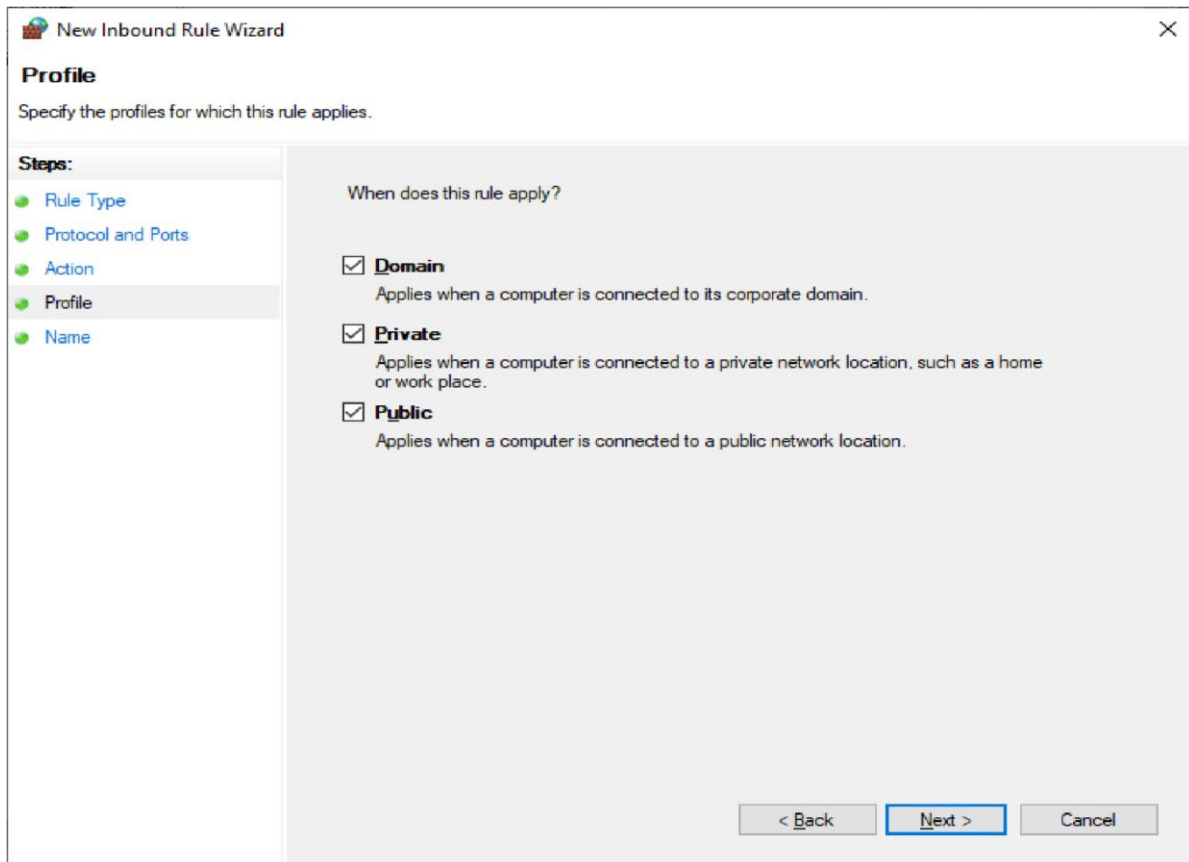 New Inbound Rule Wizard
Profile
Specify the profiles for which this rule applies.
Steps:
Rule Type
Protocol and Ports
Action
Profile
Name
When does this rule apply?
Domain
Applies when a computer is connected to its corporate domain.
Private
Applies when a computer is connected to a private network location, such as a home
or work place.
Public
Applies when a computer is connected to a public network location.
< Back
Next >
Cancel